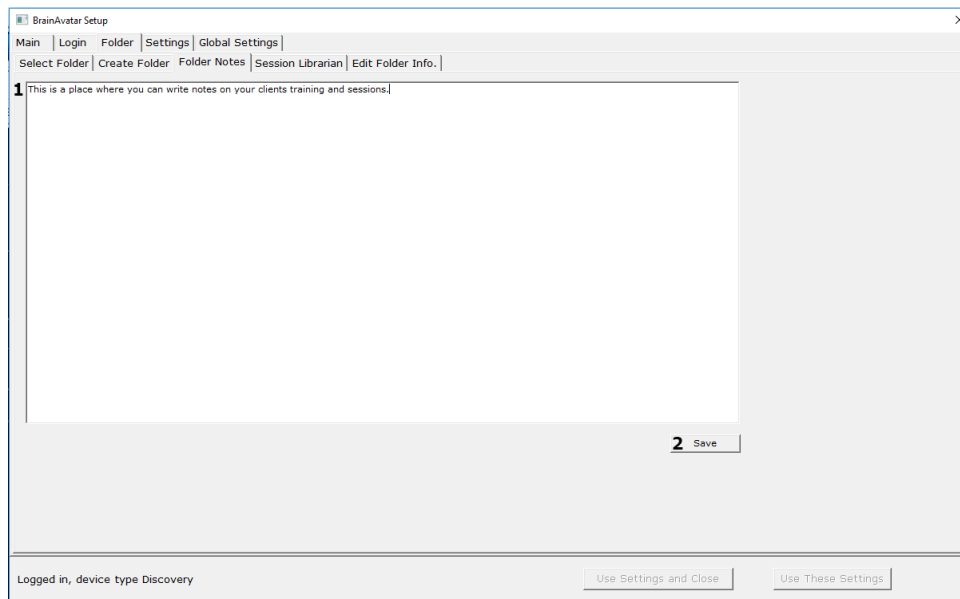 BrainAvatar Setup
Main Login Folder Settings Global Settings
Select Folder Create Folder Folder Notes Session Librarian Edit Folder Info.
1 This is a place where you can write notes on your clients training and sessions.
2 Save
Logged in, device type Discovery Use Settings and Close Use These Settings